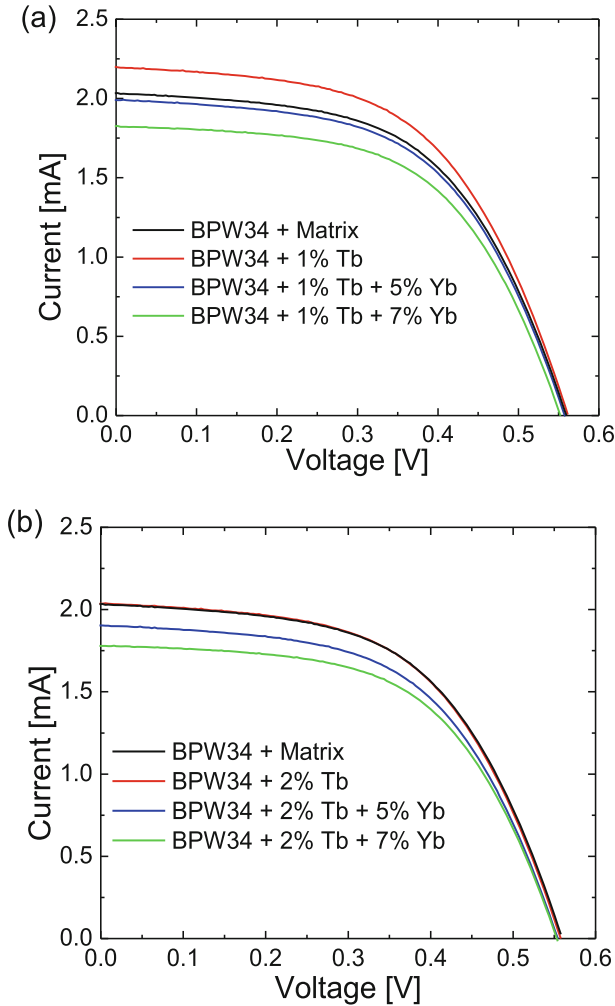 (a)
2.5
2.0
1.5
1.0
0.5
0.0
Current [mA]
BPW34 + Matrix
BPW34 + 1% Tb
BPW34 + 1% Tb + 5% Yb
BPW34 + 1% Tb + 7% Yb
0.0 0.1 0.2 0.3 0.4 0.5 0.6
Voltage [V]
(b)
2.5
2.0
1.5
1.0
0.5
0.0
Current [mA]
BPW34 + Matrix
BPW34 + 2% Tb
BPW34 + 2% Tb + 5% Yb
BPW34 + 2% Tb + 7% Yb
0.0 0.1 0.2 0.3 0.4 0.5 0.6
Voltage [V]